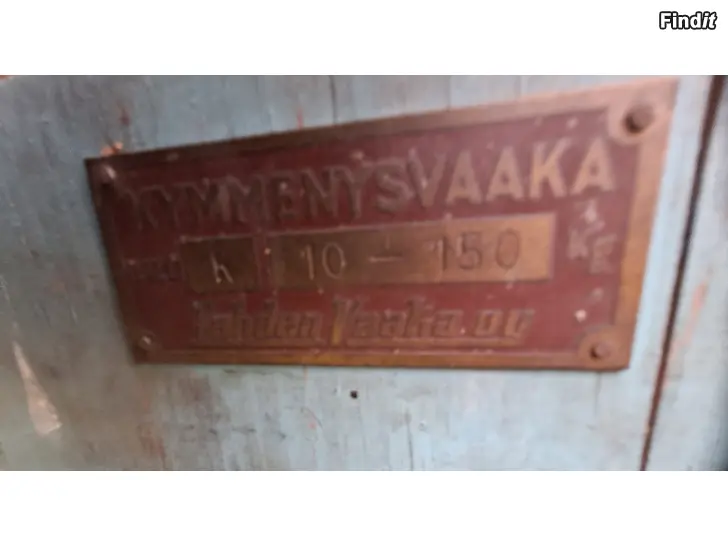 Findit
KYMMENYSVAAKA
K 10 – 150
Lahden Vaaka.oy